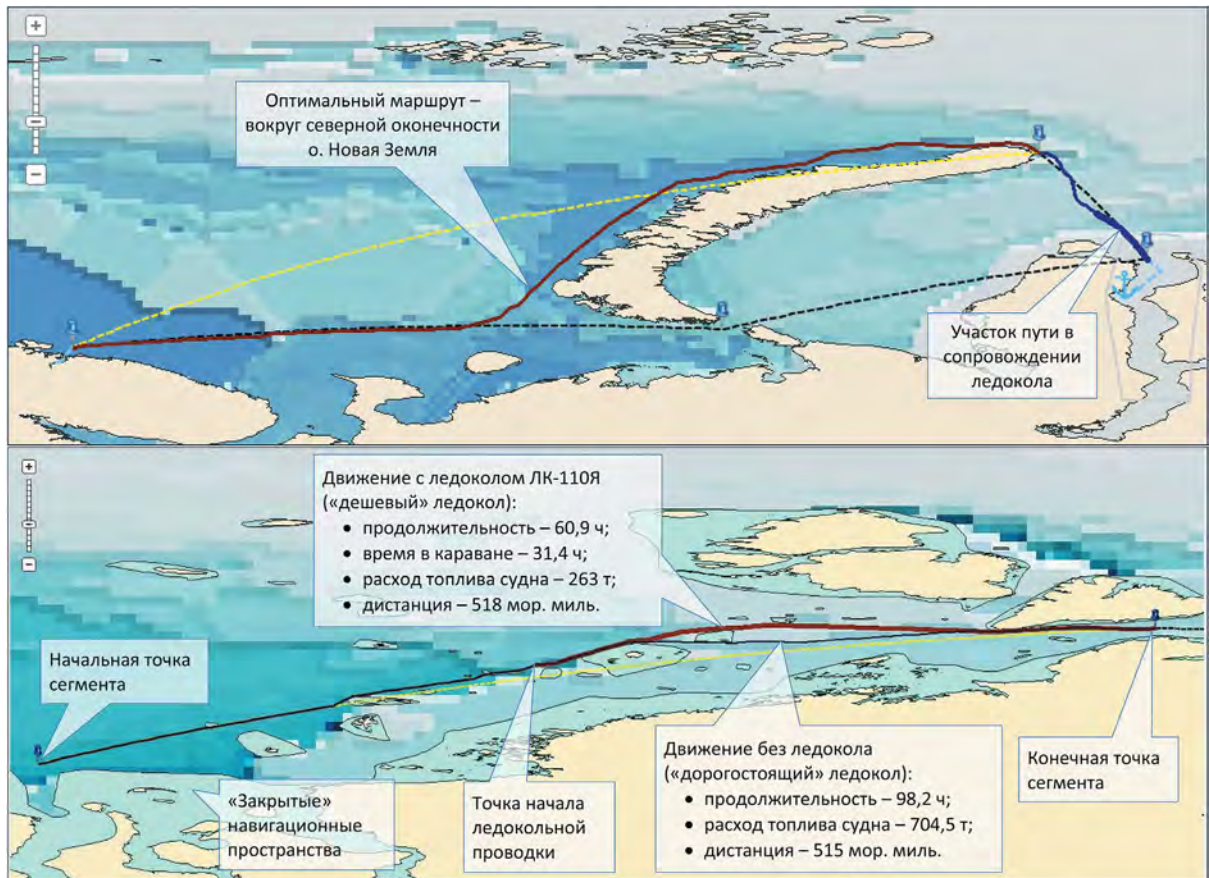 Оптимальный маршрут –
вокруг северной оконечности
о. Новая Земля
Участок пути в
сопровождении
ледокола
Движение с ледоколом ЛК-110Я
(«дешевый» ледокол):
• продолжительность – 60,9 ч;
• время в караване – 31,4 ч;
• расход топлива судна – 263 т;
• дистанция – 518 мор. миль.
Начальная точка
сегмента
«Закрытые»
навигационные
пространства
Точка начала
ледокольной
проводки
Движение без ледокола
(«дорогостоящий» ледокол):
• продолжительность – 98,2 ч;
• расход топлива судна – 704,5 т;
• дистанция – 515 мор. миль.
Конечная точка
сегмента